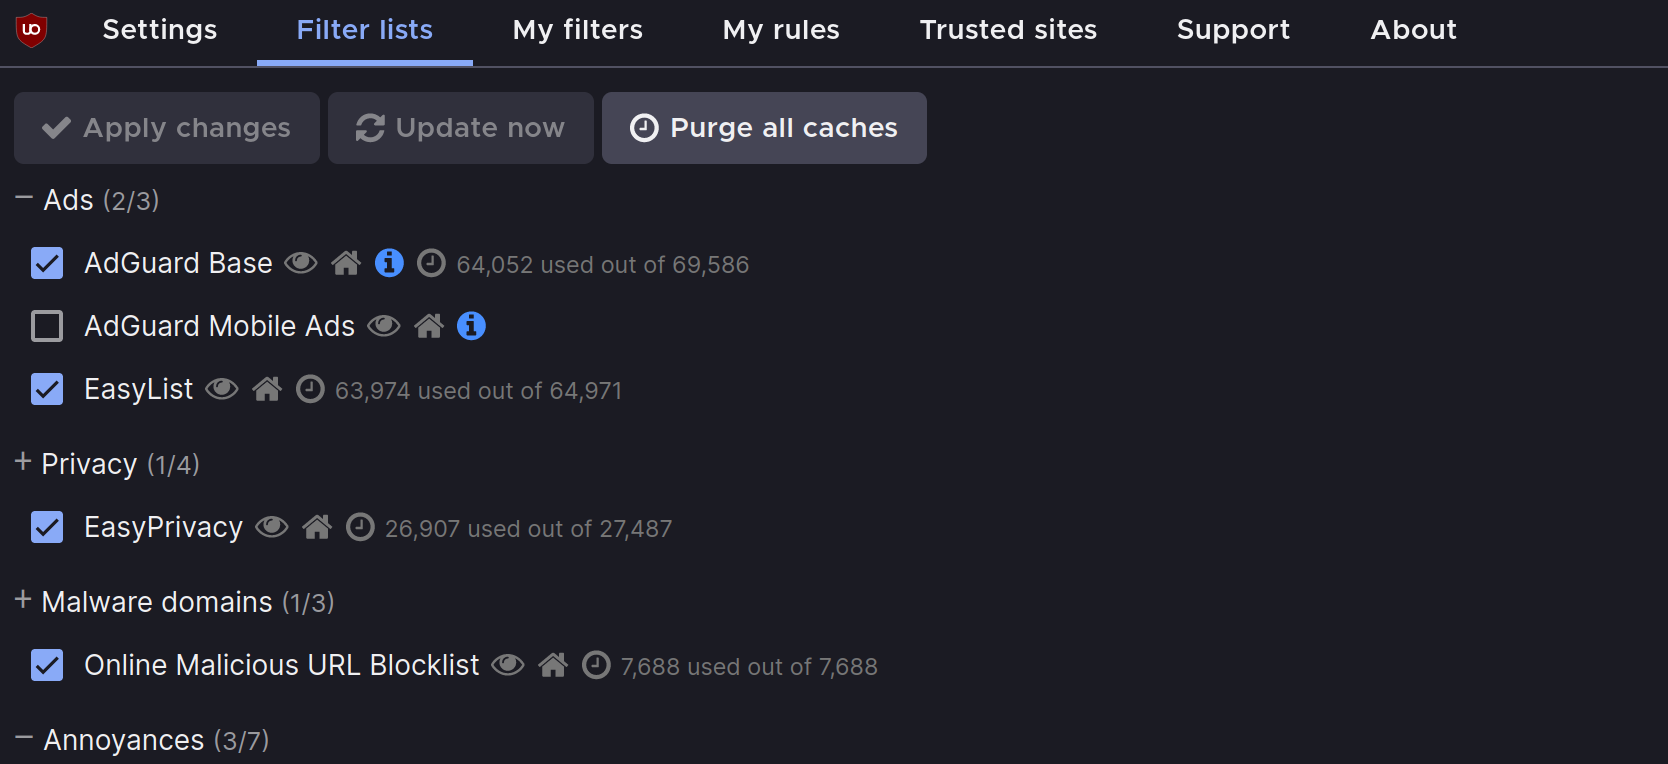 Settings Filter lists My filters My rules Trusted sites Support About
Apply changes Update now Purge all caches
− Ads (2/3)
AdGuard Base 64,052 used out of 69,586
AdGuard Mobile Ads
EasyList 63,974 used out of 64,971
+ Privacy (1/4)
EasyPrivacy 26,907 used out of 27,487
+ Malware domains (1/3)
Online Malicious URL Blocklist 7,688 used out of 7,688
− Annoyances (3/7)